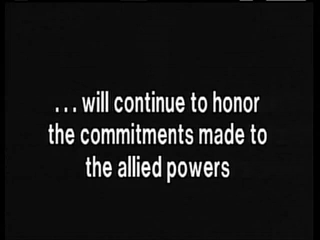 ... will continue to honor
the commitments made to
the allied powers